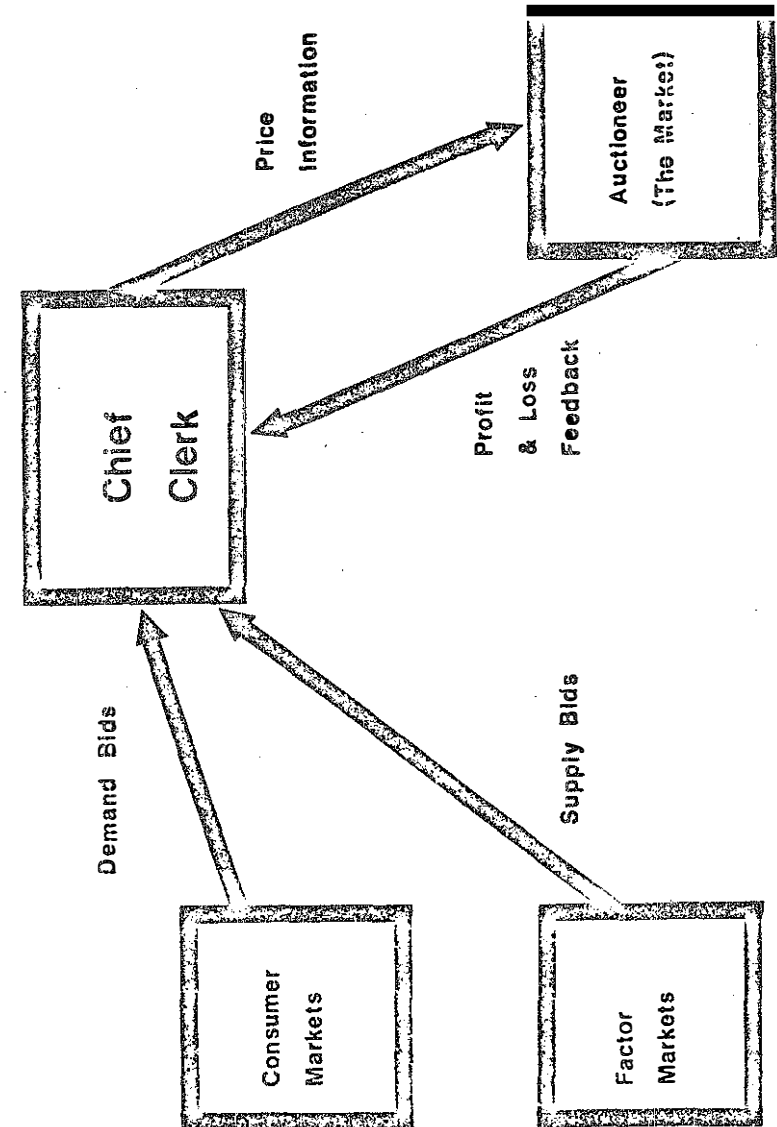 Chief
Clerk
Price
Information
Demand Bids
Profit
& Loss
Feedback
Auctioneer
(The Market)
Consumer
Markets
Supply Bids
Factor
Markets